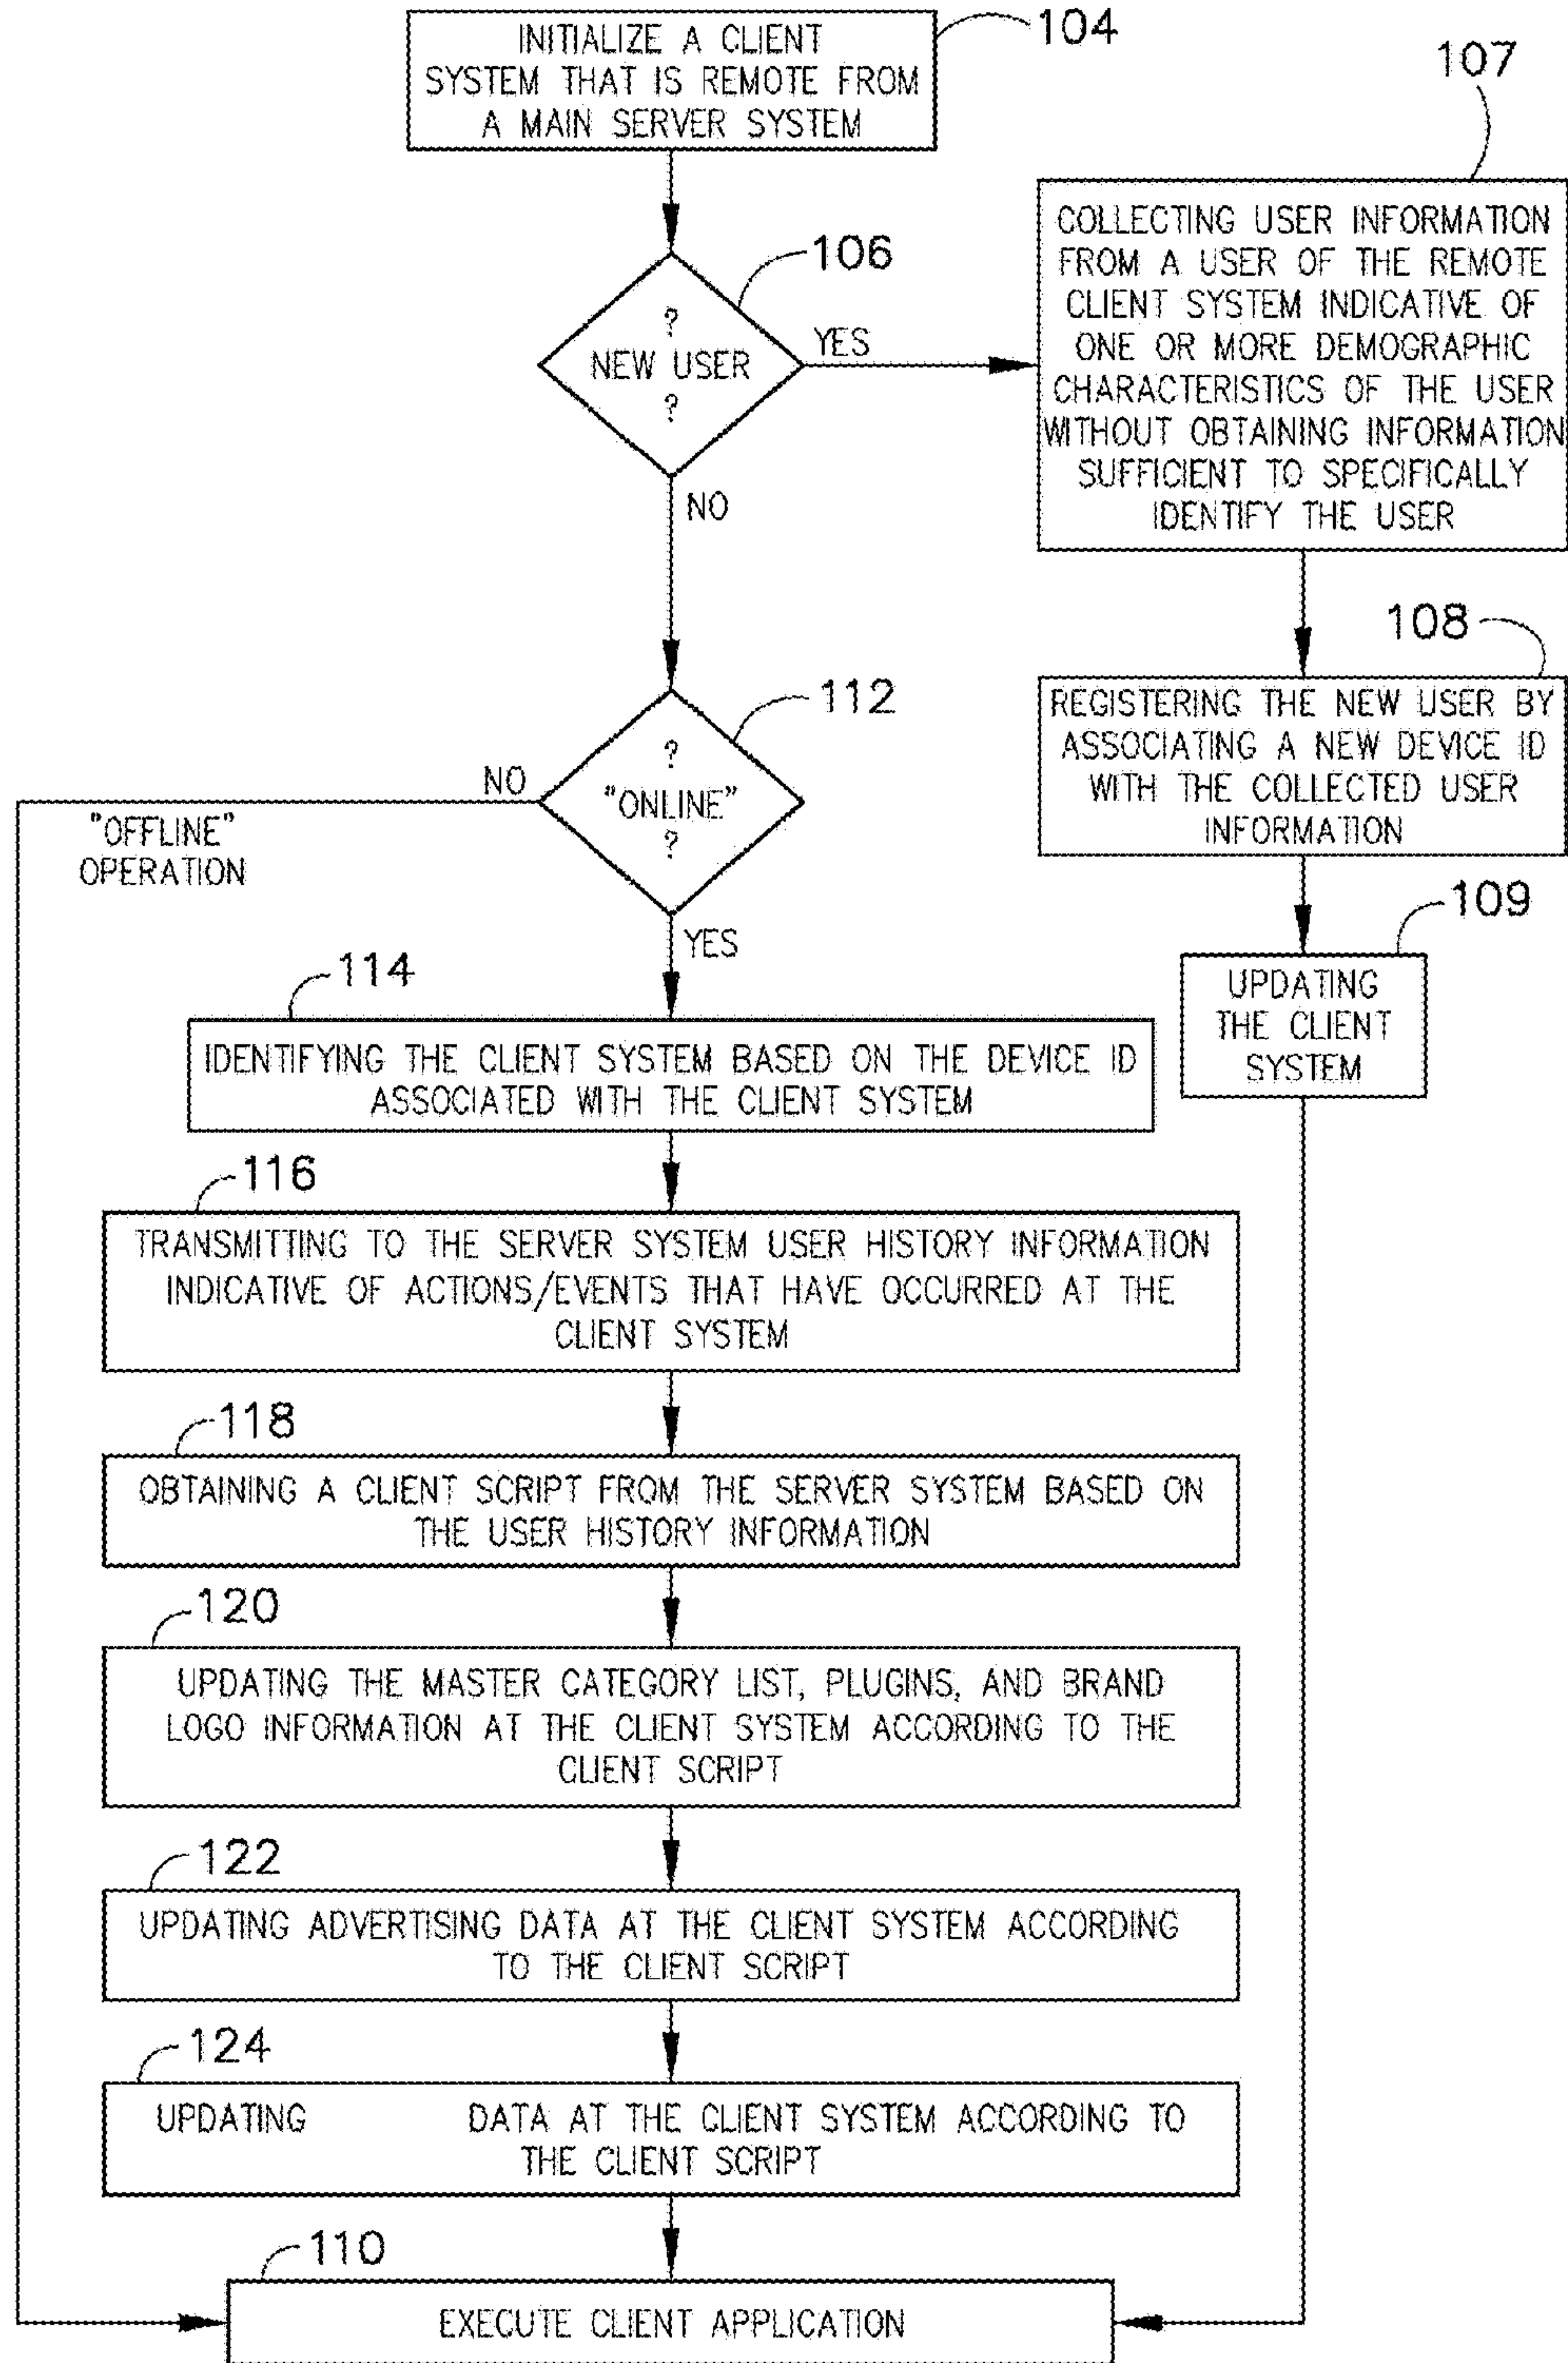 INITIALIZE A CLIENT
SYSTEM THAT IS REMOTE FROM
A MAIN SERVER SYSTEM
104
107
?
NEW USER
?
106
YES
NO
COLLECTING USER INFORMATION
FROM A USER OF THE REMOTE
CLIENT SYSTEM INDICATIVE OF
ONE OR MORE DEMOGRAPHIC
CHARACTERISTICS OF THE USER
WITHOUT OBTAINING INFORMATION
SUFFICIENT TO SPECIFICALLY
IDENTIFY THE USER
108
REGISTERING THE NEW USER BY
ASSOCIATING A NEW DEVICE ID
WITH THE COLLECTED USER
INFORMATION
109
UPDATING
THE CLIENT
SYSTEM
112
?
"ONLINE"
?
NO
"OFFLINE"
OPERATION
YES
114
IDENTIFYING THE CLIENT SYSTEM BASED ON THE DEVICE ID
ASSOCIATED WITH THE CLIENT SYSTEM
116
TRANSMITTING TO THE SERVER SYSTEM USER HISTORY INFORMATION
INDICATIVE OF ACTIONS/EVENTS THAT HAVE OCCURRED AT THE
CLIENT SYSTEM
118
OBTAINING A CLIENT SCRIPT FROM THE SERVER SYSTEM BASED ON
THE USER HISTORY INFORMATION
120
UPDATING THE MASTER CATEGORY LIST, PLUGINS, AND BRAND
LOGO INFORMATION AT THE CLIENT SYSTEM ACCORDING TO THE
CLIENT SCRIPT
122
UPDATING ADVERTISING DATA AT THE CLIENT SYSTEM ACCORDING
TO THE CLIENT SCRIPT
124
UPDATING DATA AT THE CLIENT SYSTEM ACCORDING TO
THE CLIENT SCRIPT
110
EXECUTE CLIENT APPLICATION